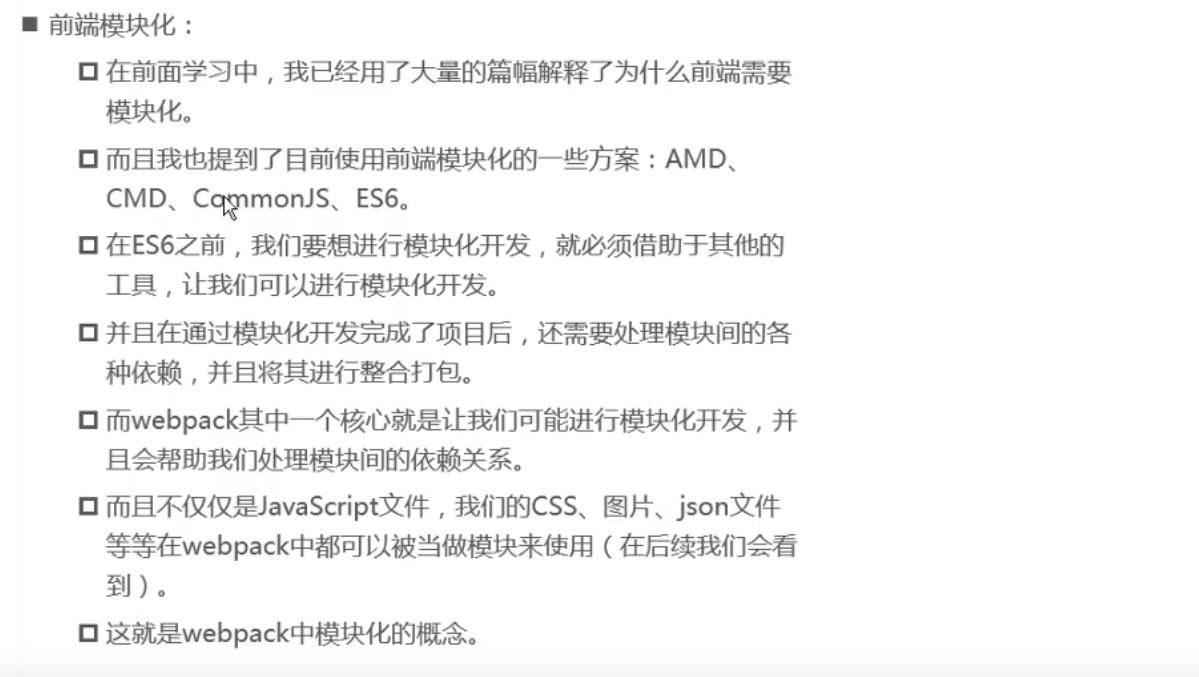 前端模块化：
在前面学习中，我已经用了大量的篇幅解释了为什么前端需要
模块化。
而且我也提到了目前使用前端模块化的一些方案：AMD、
CMD、CommonJS、ES6。
在ES6之前，我们要想进行模块化开发，就必须借助于其他的
工具，让我们可以进行模块化开发。
并且在通过模块化开发完成了项目后，还需要处理模块间的各
种依赖，并且将其进行整合打包。
而webpack其中一个核心就是让我们可能进行模块化开发，并
且会帮助我们处理模块间的依赖关系。
而且不仅仅是JavaScript文件，我们的CSS、图片、json文件
等等在webpack中都可以被当做模块来使用（在后续我们会看
到）。
这就是webpack中模块化的概念。